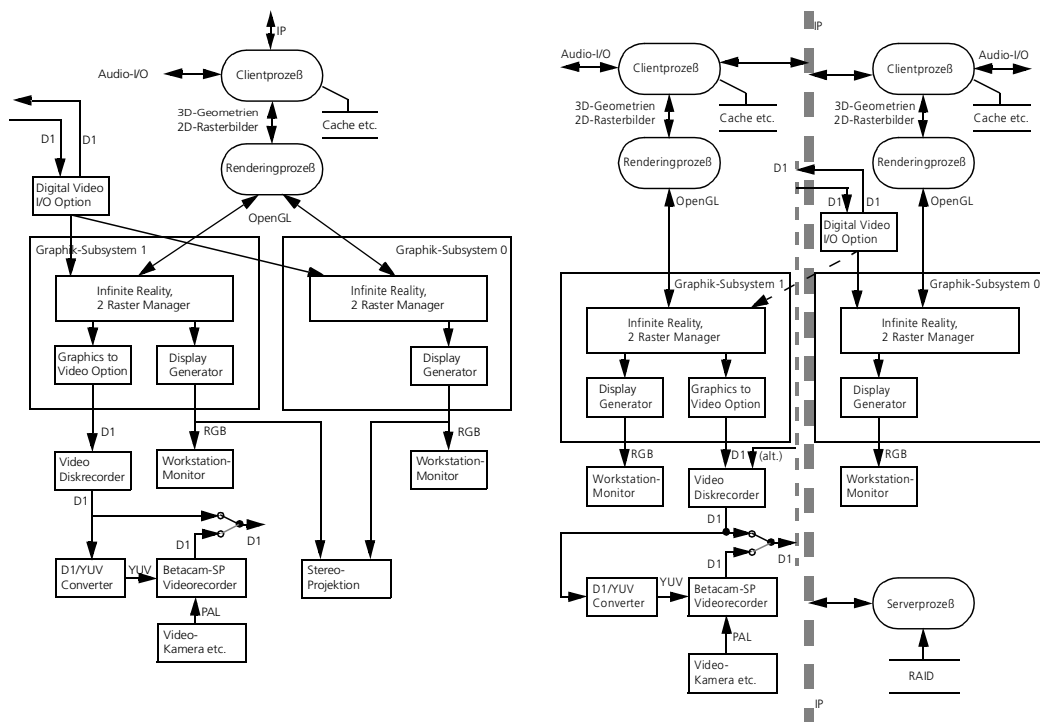 IP
Clientprozeß
Audio-I/O
3D-Geometrien
2D-Rasterbilder
Cache etc.
D1
D1
Renderingprozeß
Digital Video
I/O Option
OpenGL
Graphik-Subsystem 1
Graphik-Subsystem 0
Infinite Reality,
2 Raster Manager
Infinite Reality,
2 Raster Manager
Graphics to
Video Option
Display
Generator
Display
Generator
D1
RGB
RGB
Video
Diskrecorder
Workstation-
Monitor
Workstation-
Monitor
D1
D1
D1
D1/YUV
Converter
YUV
Betacam-SP
Videorecorder
Stereo-
Projektion
PAL
Video-
Kamera etc.
IP
Audio-I/O
Clientprozeß
Clientprozeß
Audio-I/O
3D-Geometrien
2D-Rasterbilder
Cache etc.
3D-Geometrien
2D-Rasterbilder
Cache etc.
Renderingprozeß
Renderingprozeß
D1
D1
D1
OpenGL
OpenGL
Digital Video
I/O Option
Graphik-Subsystem 1
Graphik-Subsystem 0
Infinite Reality,
2 Raster Manager
Infinite Reality,
2 Raster Manager
Display
Generator
Graphics to
Video Option
Display
Generator
RGB
D1
(alt.)
RGB
Workstation-
Monitor
Video
Diskrecorder
Workstation-
Monitor
D1
D1
D1
D1/YUV
Converter
YUV
Betacam-SP
Videorecorder
Serverprozeß
PAL
Video-
Kamera etc.
RAID
IP